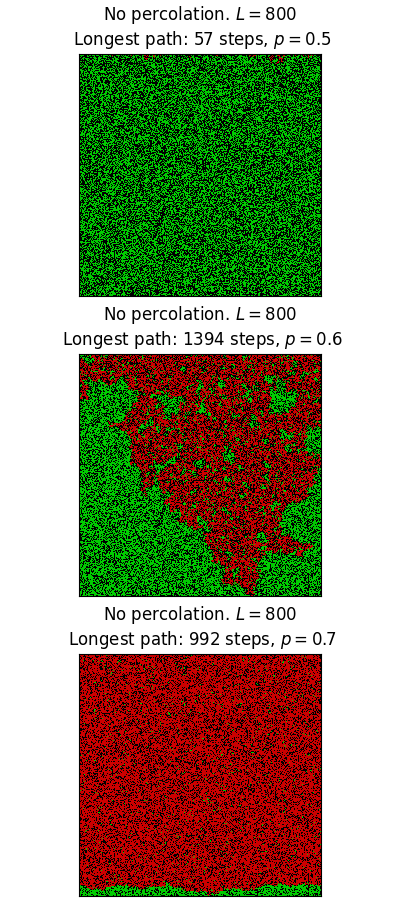 No percolation. L = 800
Longest path: 57 steps, p = 0.5
No percolation. L = 800
Longest path: 1394 steps, p = 0.6
No percolation. L = 800
Longest path: 992 steps, p = 0.7